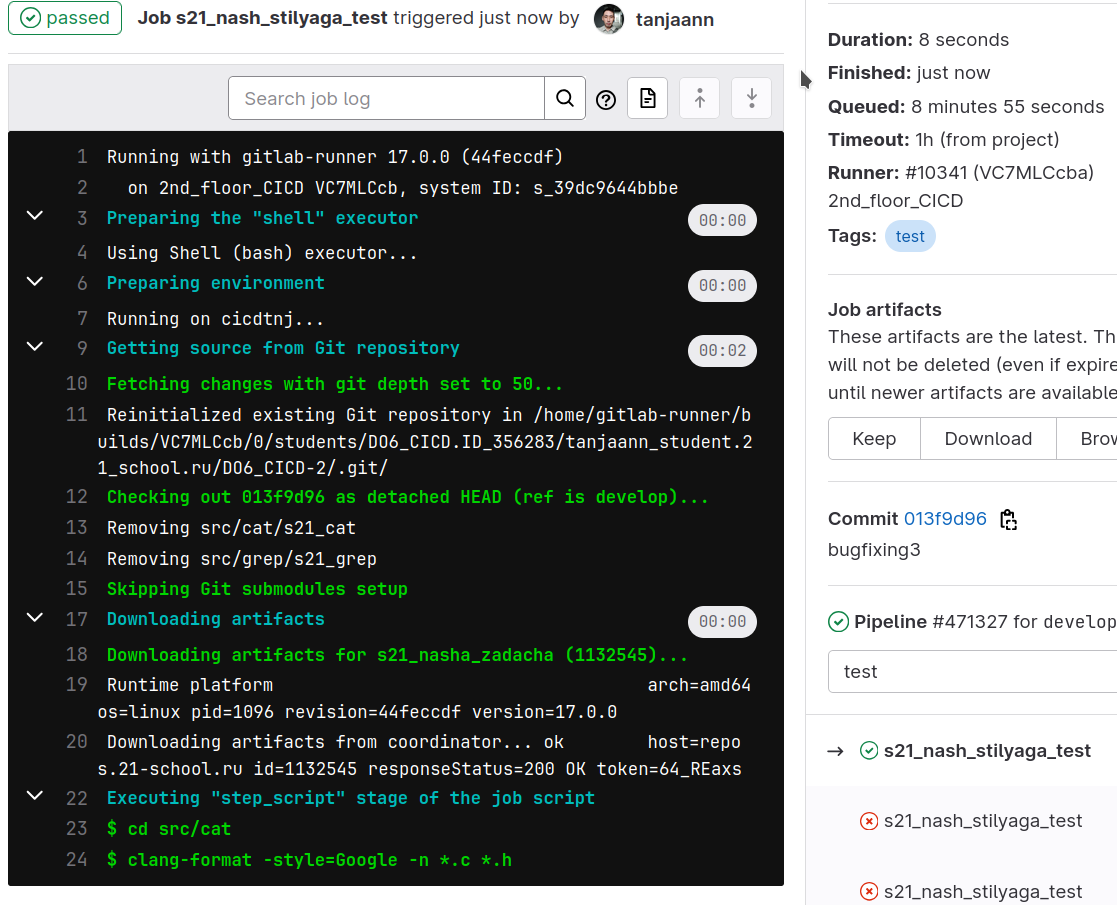 passed Job s21_nash_stilyaga_test triggered just now by tanjaann
Search job log
1 Running with gitlab-runner 17.0.0 (44feccdf)
2 on 2nd_floor_CICD VC7MLCcb, system ID: s_39dc9644bbbe
3 Preparing the "shell" executor 00:00
4 Using Shell (bash) executor...
6 Preparing environment 00:00
7 Running on cicdtnj...
9 Getting source from Git repository 00:02
10 Fetching changes with git depth set to 50...
11 Reinitialized existing Git repository in /home/gitlab-runner/b
uilds/VC7MLCcb/0/students/DO6_CICD.ID_356283/tanjaann_student.2
1_school.ru/DO6_CICD-2/.git/
12 Checking out 013f9d96 as detached HEAD (ref is develop)...
13 Removing src/cat/s21_cat
14 Removing src/grep/s21_grep
15 Skipping Git submodules setup
17 Downloading artifacts 00:00
18 Downloading artifacts for s21_nasha_zadacha (1132545)...
19 Runtime platform arch=amd64
os=linux pid=1096 revision=44feccdf version=17.0.0
20 Downloading artifacts from coordinator... ok host=repo
s.21-school.ru id=1132545 responseStatus=200 OK token=64_REaxs
22 Executing "step_script" stage of the job script
23 $ cd src/cat
24 $ clang-format -style=Google -n *.c *.h
Duration: 8 seconds
Finished: just now
Queued: 8 minutes 55 seconds
Timeout: 1h (from project)
Runner: #10341 (VC7MLCcba)
2nd_floor_CICD
Tags: test
Job artifacts
These artifacts are the latest. Th
will not be deleted (even if expire
until newer artifacts are available
Keep Download Brow
Commit 013f9d96
bugfixing3
Pipeline #471327 for develop
test
→ s21_nash_stilyaga_test
s21_nash_stilyaga_test
s21_nash_stilyaga_test